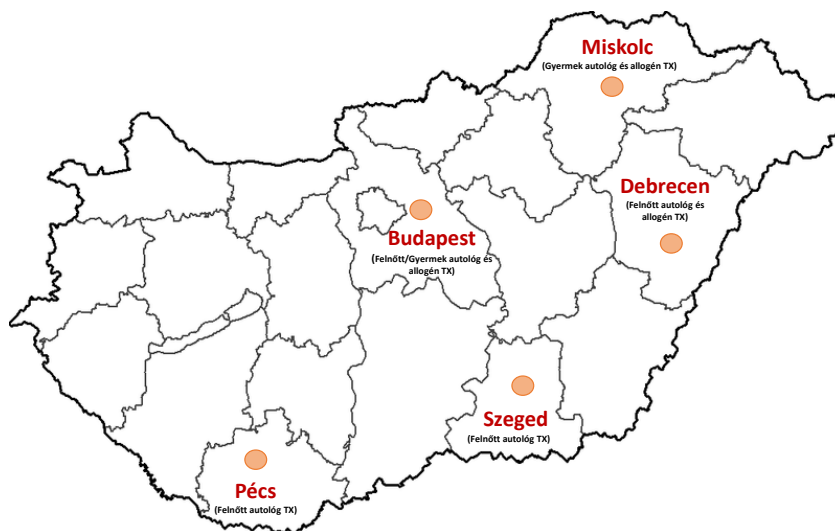 Miskolc
(Gyermek autológ és allogén TX)
Debrecen
(Felnőtt autológ és
allogén TX)
Budapest
(Felnőtt/Gyermek autológ és
allogén TX)
Szeged
(Felnőtt autológ TX)
Pécs
(Felnőtt autológ TX)